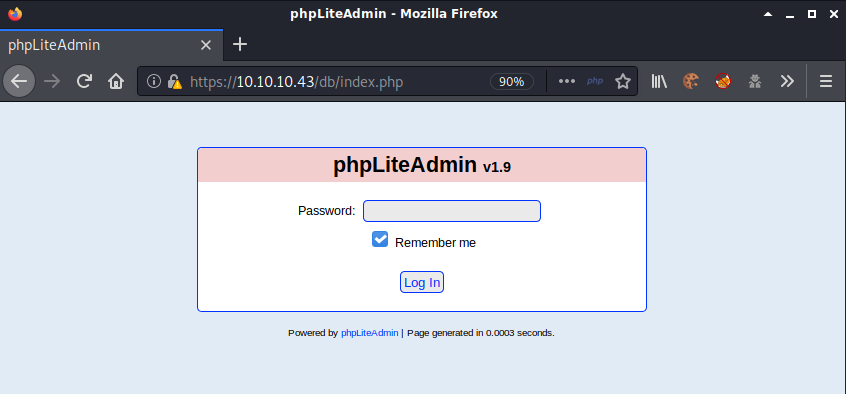 phpLiteAdmin - Mozilla Firefox
phpLiteAdmin
https://10.10.10.43/db/index.php 90% php
phpLiteAdmin v1.9
Password:
Remember me
Log In
Powered by phpLiteAdmin | Page generated in 0.0003 seconds.